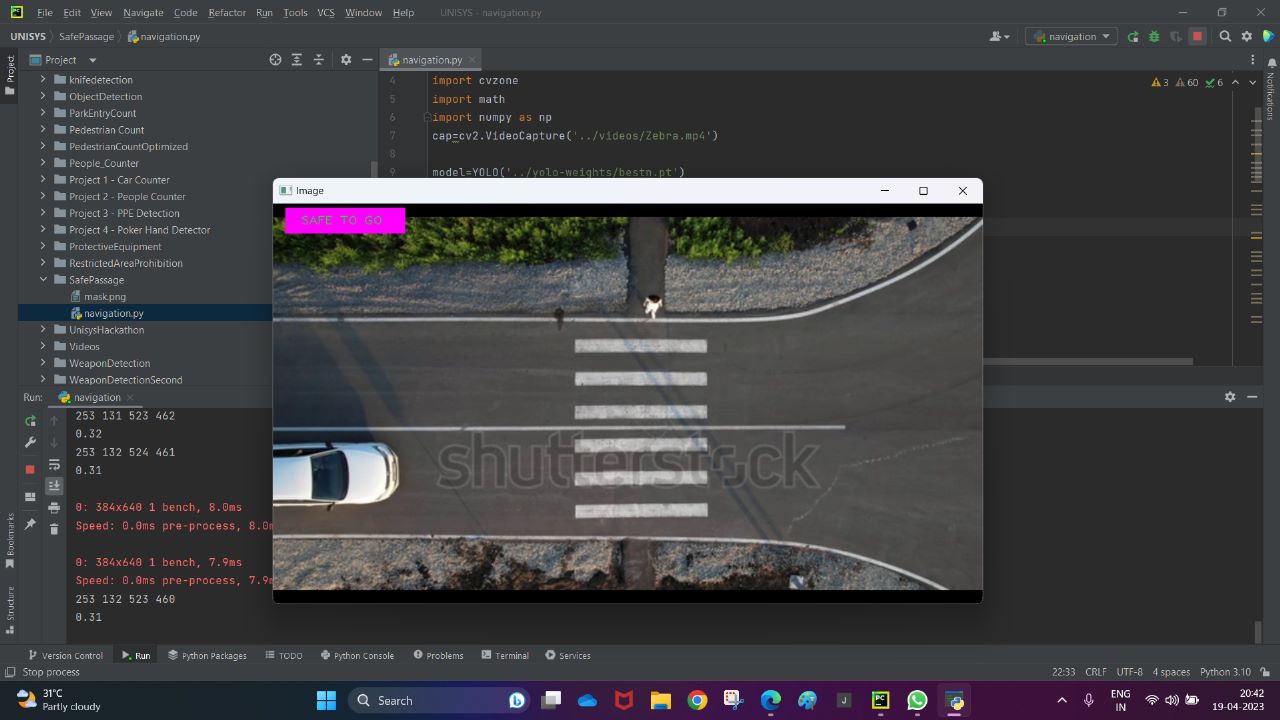 File Edit View Navigate Code Refactor Run Tools VCS Window Help UNISYS - navigation.py
UNISYS SafePassage navigation.py
navigation
Project
Project
navigation.py
Notifications
knifedetection
ObjectDetection
ParkEntryCount
Pedestrian Count
PedestrianCountOptimized
People_Counter
Project 1 - Car Counter
Project 2 - People Counter
Project 3 - PPE Detection
Project 4 - Poker Hand Detector
ProtectiveEquipment
RestrictedAreaProhibition
SafePassage
mask.png
navigation.py
UnisysHackathon
Videos
WeaponDetection
WeaponDetectionSecond
4 import cvzone
5 import math
6 import numpy as np
7 cap=cv2.VideoCapture('../videos/Zebra.mp4')
8
9 model=YOLO('../yolo-weights/bestn.pt')
3 60 6
Image
SAFE TO GO
shutterstock
Run: navigation
253 131 523 462
0.32
253 132 524 461
0.31
0: 384x640 1 bench, 8.0ms
Speed: 0.0ms pre-process, 8.0m
0: 384x640 1 bench, 7.9ms
Speed: 0.0ms pre-process, 7.9m
253 132 523 460
0.31
Bookmarks
Structure
Version Control Run Python Packages TODO Python Console Problems Terminal Services
Stop process 22:33 CRLF UTF-8 4 spaces Python 3.10
31°C
Partly cloudy
Search
J
PC
ENG
IN
20:42
19-04-2023